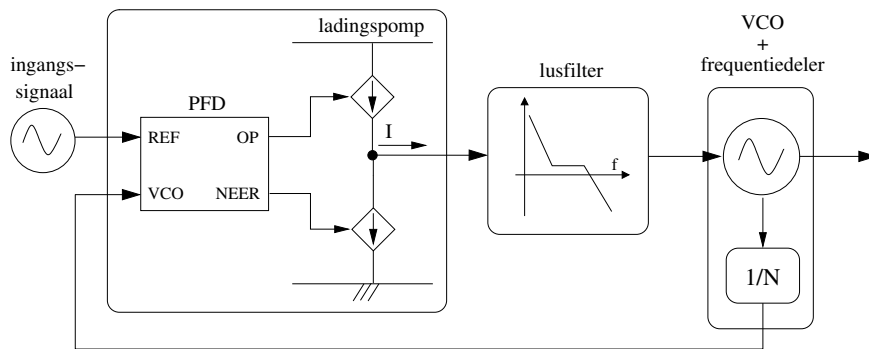 ladingspomp
VCO
+
frequentiedeler
ingangs-
signaal
lusfilter
PFD
REF
OP
I
f
VCO
NEER
1/N